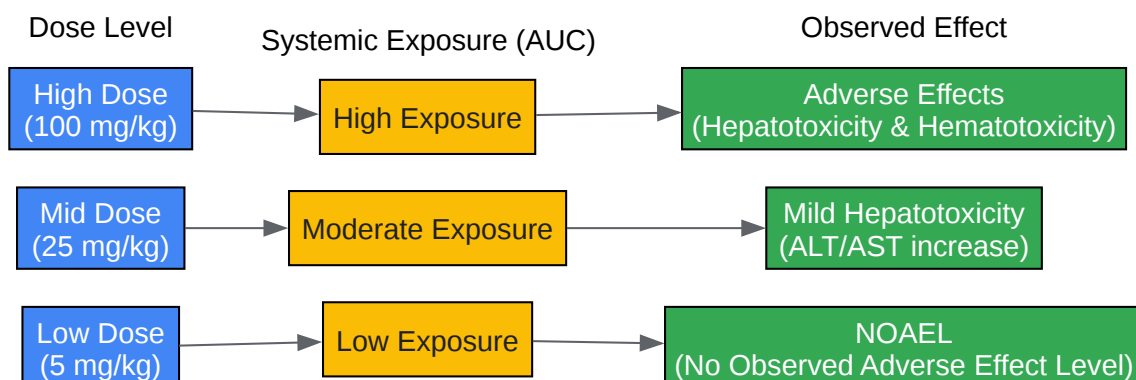 Dose Level
Systemic Exposure (AUC)
Observed Effect
High Dose
(100 mg/kg)
High Exposure
Adverse Effects
(Hepatotoxicity & Hematotoxicity)
Mid Dose
(25 mg/kg)
Moderate Exposure
Mild Hepatotoxicity
(ALT/AST increase)
Low Dose
(5 mg/kg)
Low Exposure
NOAEL
(No Observed Adverse Effect Level)